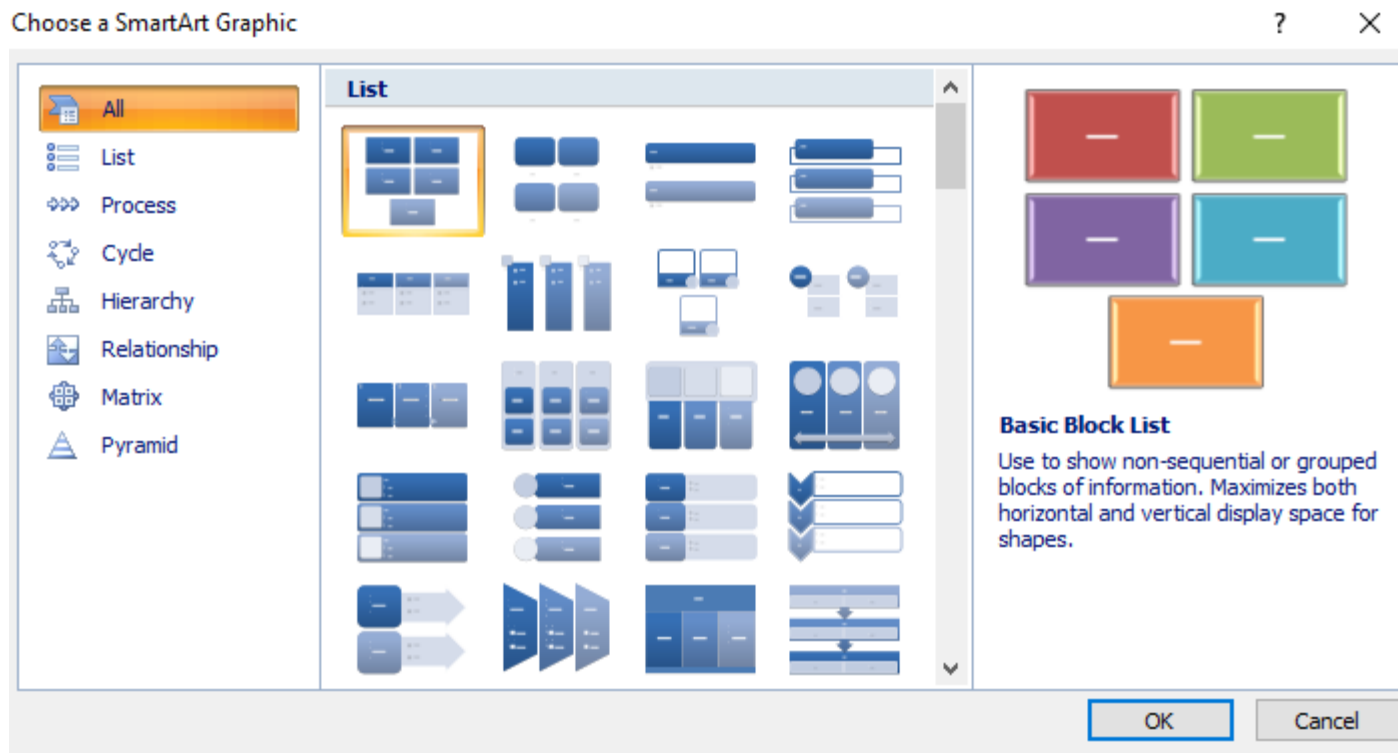 Choose a SmartArt Graphic
?
All
List
Process
Cycle
Hierarchy
Relationship
Matrix
Pyramid
List
Basic Block List
Use to show non-sequential or grouped
blocks of information. Maximizes both
horizontal and vertical display space for
shapes.
OK
Cancel